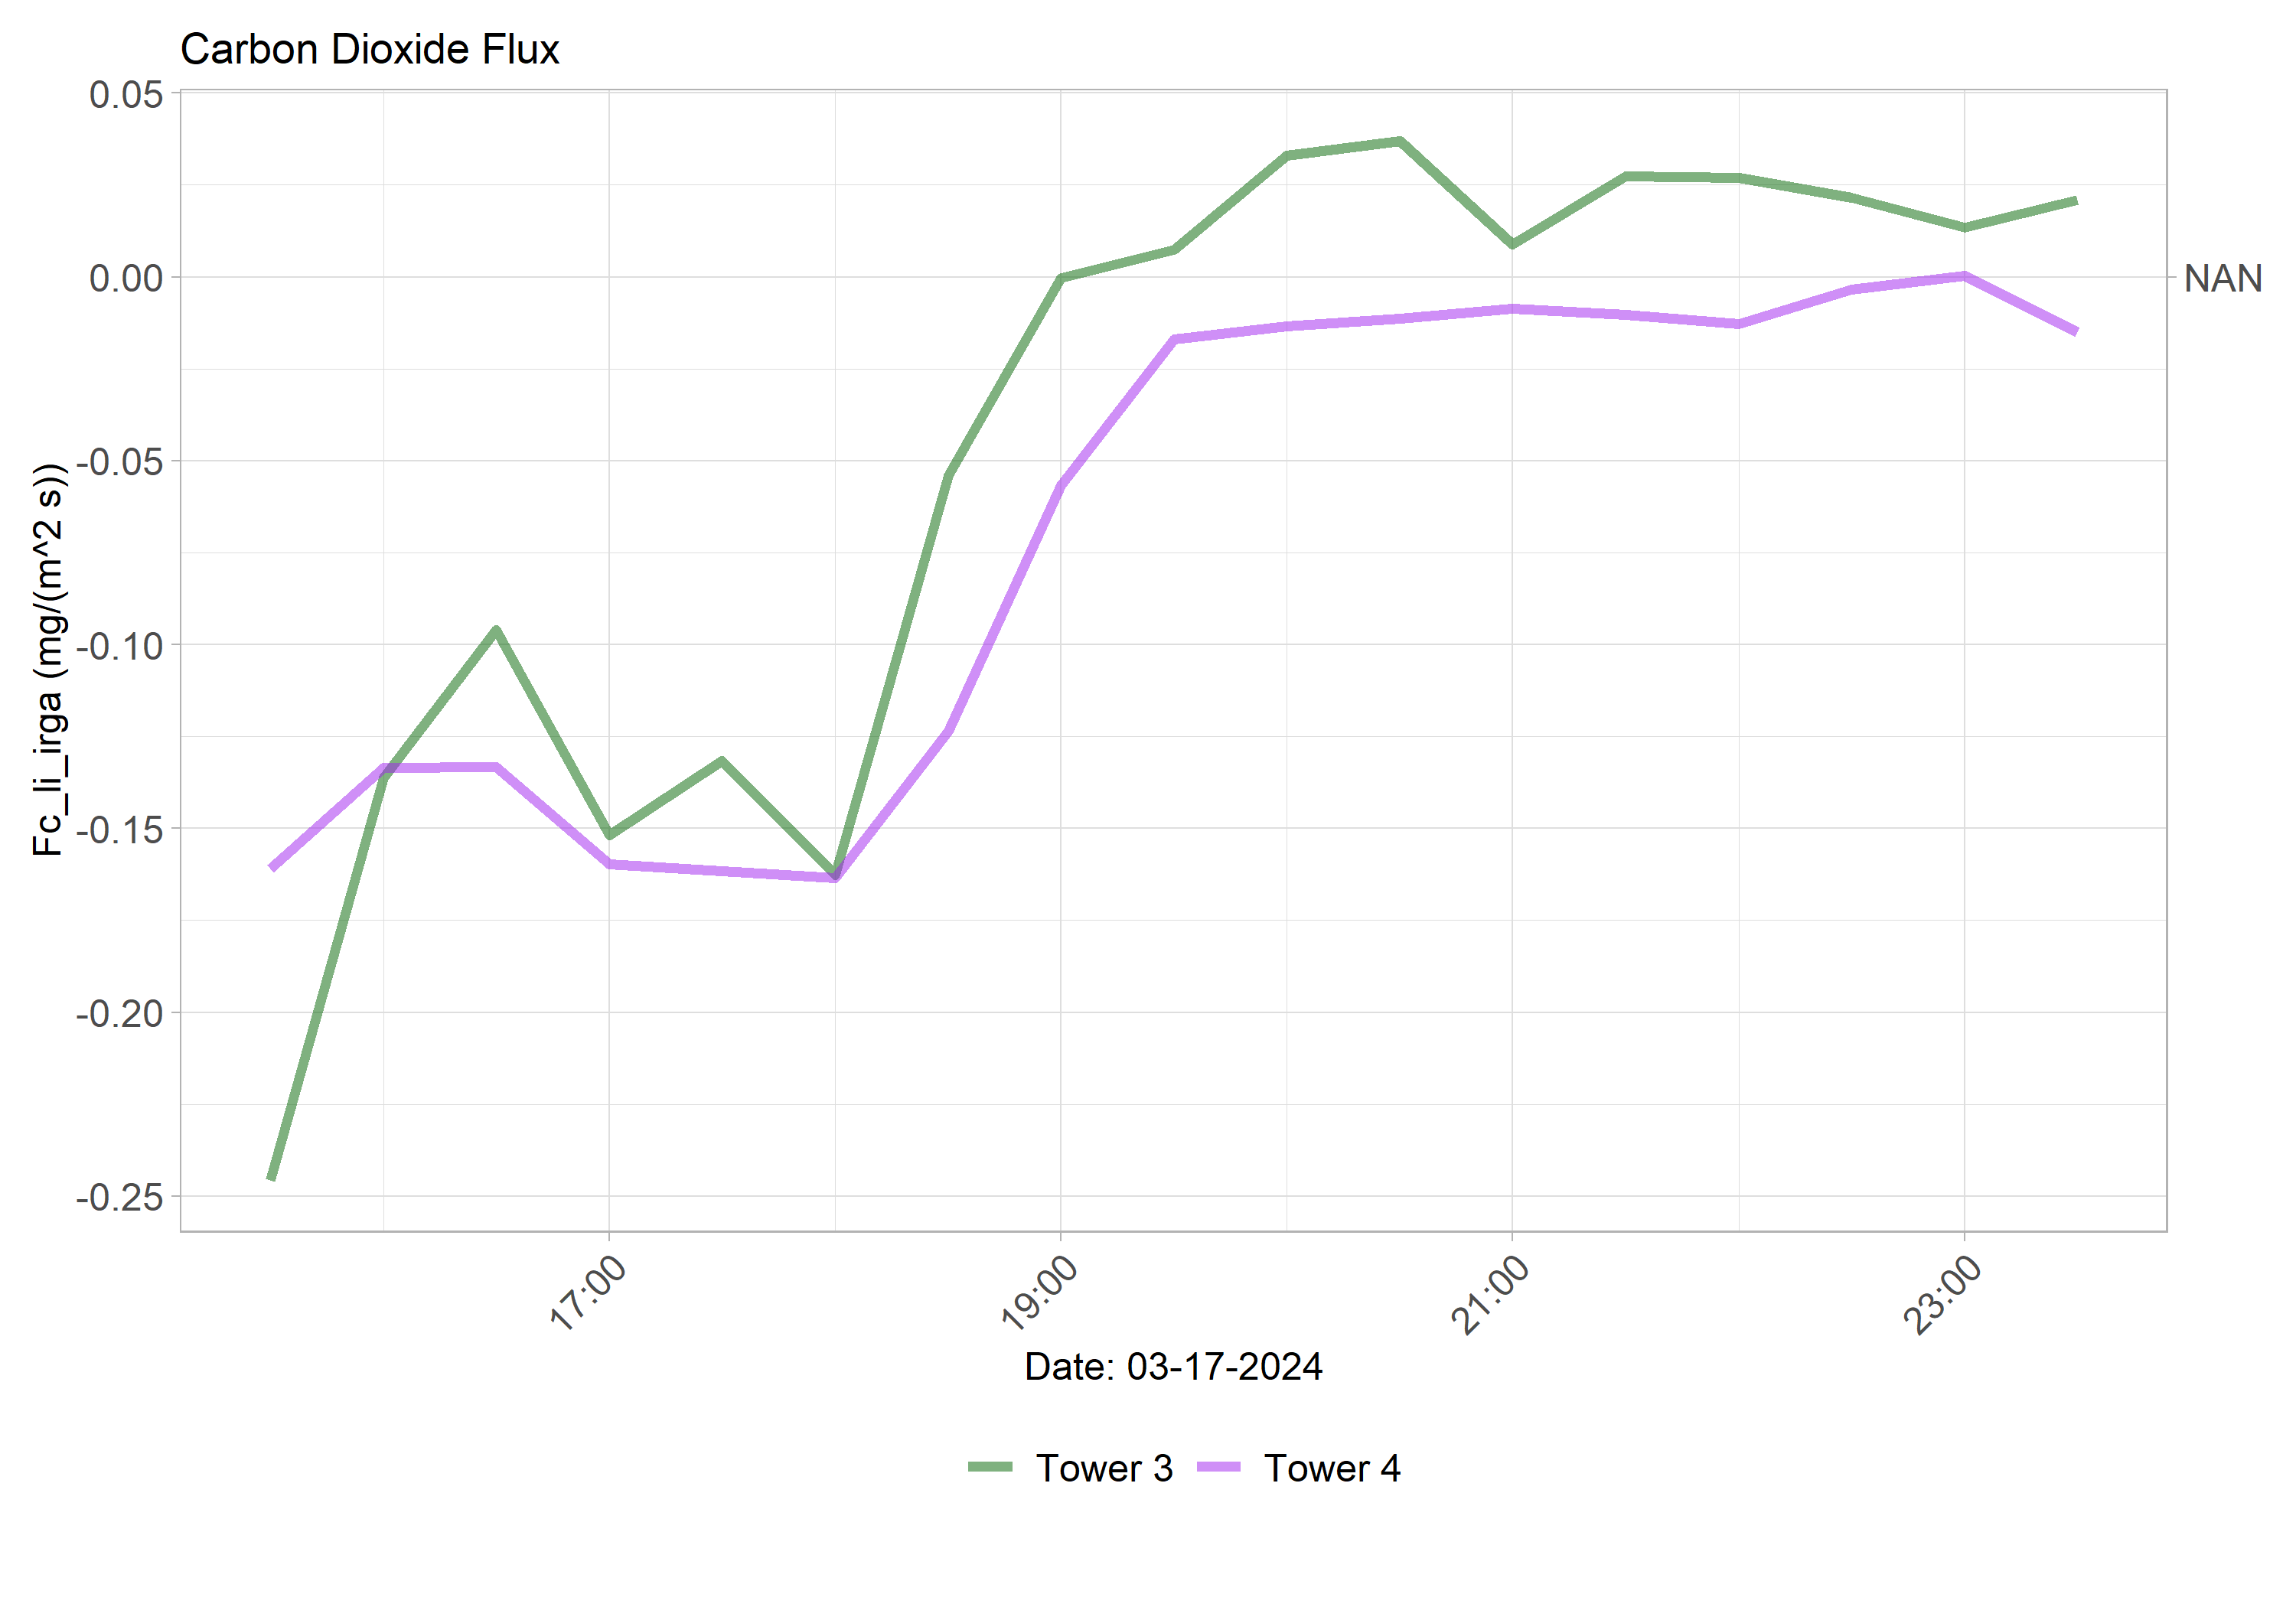 Carbon Dioxide Flux
Fc_li_irga (mg/(m^2 s))
0.05
0.00
-0.05
-0.10
-0.15
-0.20
-0.25
NAN
17:00
19:00
21:00
23:00
Date: 03-17-2024
Tower 3
Tower 4